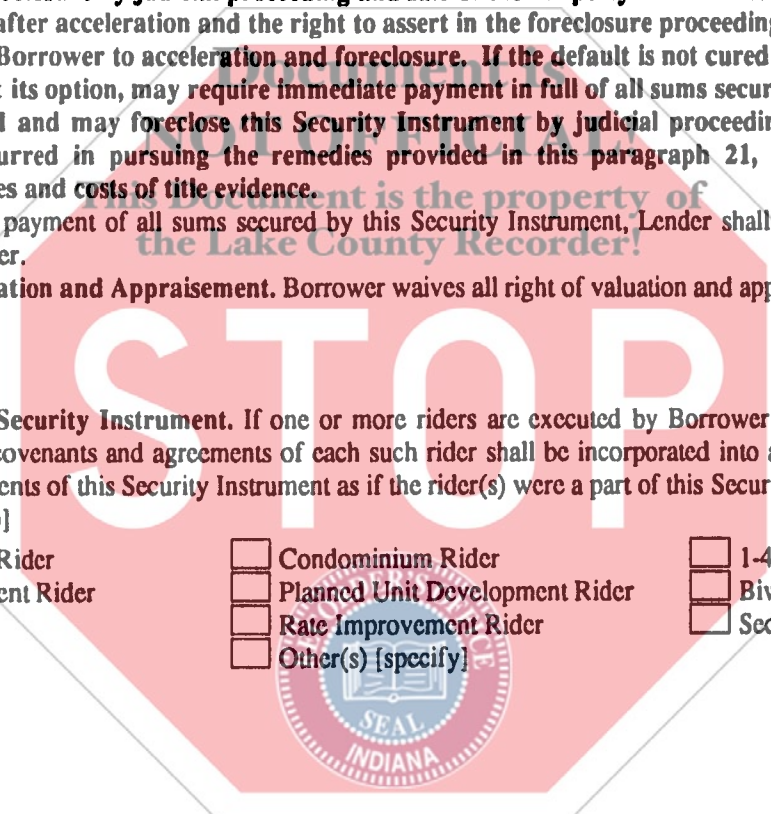 after acceleration and the right to assert in the foreclosure proceeding
Borrower to acceleration and foreclosure. If the default is not cured
its option, may require immediate payment in full of all sums secur
and may foreclose this Security Instrument by judicial proceedin
urred in pursuing the remedies provided in this paragraph 21,
es and costs of title evidence.
payment of all sums secured by this Security Instrument, Lender shall
er.
ation and Appraisement. Borrower waives all right of valuation and app
Security Instrument. If one or more riders are executed by Borrower
covenants and agreements of each such rider shall be incorporated into a
ents of this Security Instrument as if the rider(s) were a part of this Secur
]
Rider
Condominium Rider
1-4
ent Rider
Planned Unit Development Rider
Biv
Rate Improvement Rider
Sec
Other(s) [specify]
Document is
NOT OFFICIAL!
This Document is the property of
the Lake County Recorder!
STOP
RECORDER'S OFFICE
SEAL
INDIANA